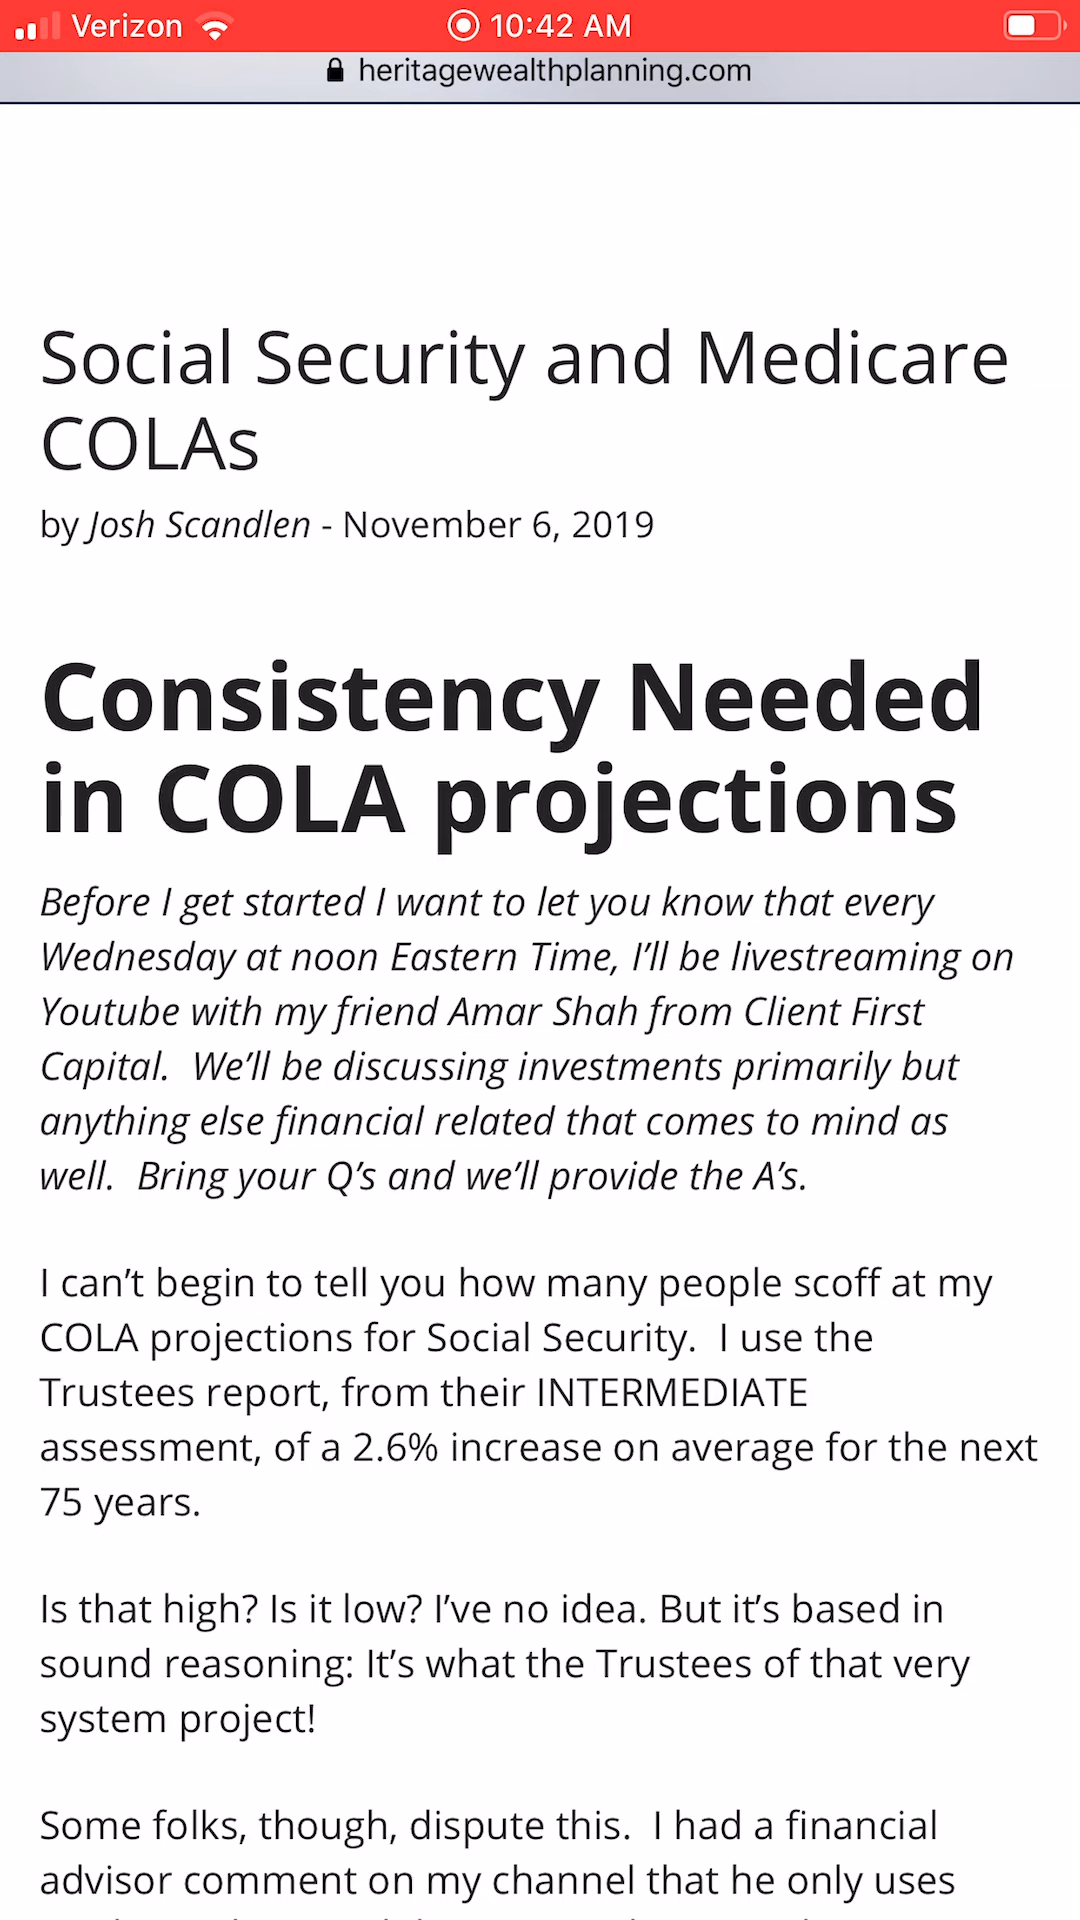 Verizon 10:42 AM
heritagewealthplanning.com
Social Security and Medicare
COLAs
by Josh Scandlen - November 6, 2019
Consistency Needed
in COLA projections
Before I get started I want to let you know that every
Wednesday at noon Eastern Time, I’ll be livestreaming on
Youtube with my friend Amar Shah from Client First
Capital.  We’ll be discussing investments primarily but
anything else financial related that comes to mind as
well.  Bring your Q’s and we’ll provide the A’s.
I can’t begin to tell you how many people scoff at my
COLA projections for Social Security.  I use the
Trustees report, from their INTERMEDIATE
assessment, of a 2.6% increase on average for the next
75 years.
Is that high? Is it low? I’ve no idea. But it’s based in
sound reasoning: It’s what the Trustees of that very
system project!
Some folks, though, dispute this.  I had a financial
advisor comment on my channel that he only uses